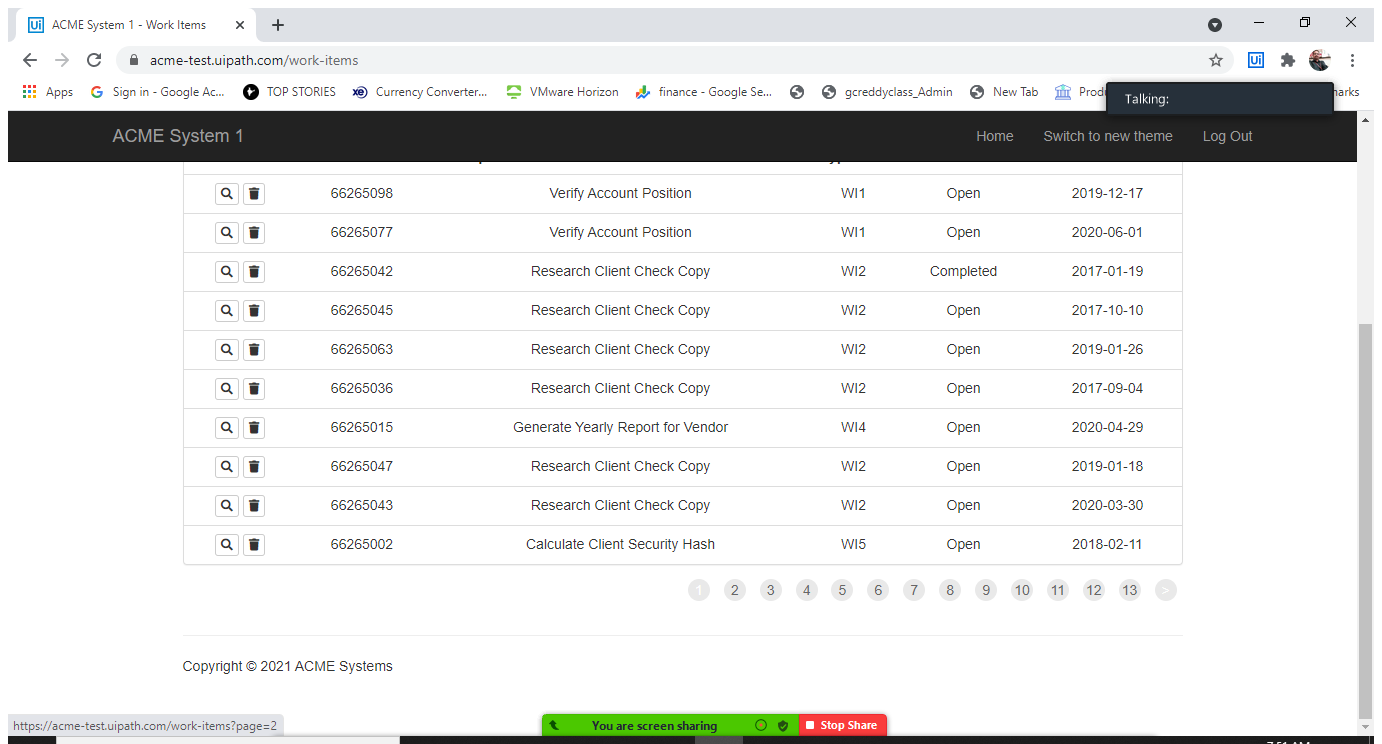 Ui ACME System 1 - Work Items
acme-test.uipath.com/work-items Ui
Apps Sign in - Google Ac... TOP STORIES xe Currency Converter... VMware Horizon finance - Google Se... gcreddyclass_Admin New Tab
Talking:
ACME System 1 Home Switch to new theme Log Out
66265098 Verify Account Position WI1 Open 2019-12-17
66265077 Verify Account Position WI1 Open 2020-06-01
66265042 Research Client Check Copy WI2 Completed 2017-01-19
66265045 Research Client Check Copy WI2 Open 2017-10-10
66265063 Research Client Check Copy WI2 Open 2019-01-26
66265036 Research Client Check Copy WI2 Open 2017-09-04
66265015 Generate Yearly Report for Vendor WI4 Open 2020-04-29
66265047 Research Client Check Copy WI2 Open 2019-01-18
66265043 Research Client Check Copy WI2 Open 2020-03-30
66265002 Calculate Client Security Hash WI5 Open 2018-02-11
1 2 3 4 5 6 7 8 9 10 11 12 13 >
Copyright © 2021 ACME Systems
https://acme-test.uipath.com/work-items?page=2
You are screen sharing Stop Share